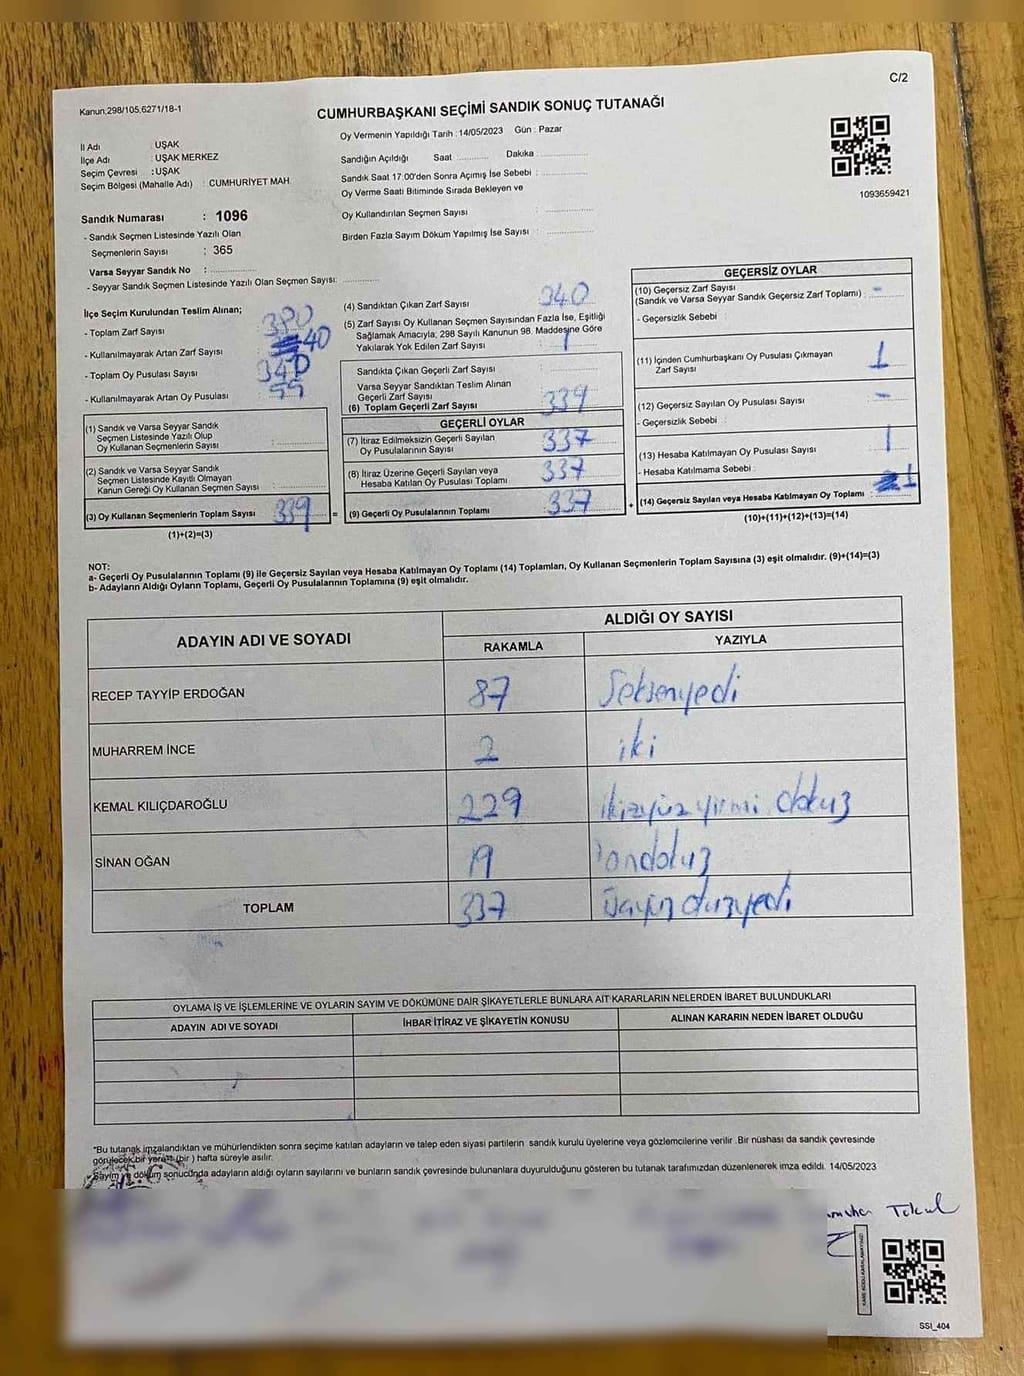 C/2
Kanun:298/105,6271/18-1
CUMHURBAŞKANI SEÇİMİ SANDIK SONUÇ TUTANAĞI
Oy Vermenin Yapıldığı Tarih : 14/05/2023 Gün : Pazar
İl Adı : UŞAK
İlçe Adı : UŞAK MERKEZ
Seçim Çevresi : UŞAK
Seçim Bölgesi (Mahalle Adı) : CUMHURİYET MAH.
Sandık Numarası : 1096
- Sandık Seçmen Listesinde Yazılı Olan
Seçmenlerin Sayısı : 365
Varsa Seyyar Sandık No :
- Seyyar Sandık Seçmen Listesinde Yazılı Olan Seçmen Sayısı:
Sandığın Açıldığı Saat Dakika :
Sandık Saat 17:00'den Sonra Açımış İse Sebebi :
Oy Verme Saati Bitiminde Sırada Bekleyen ve
Oy Kullandırılan Seçmen Sayısı :
Birden Fazla Sayım Döküm Yapılmış İse Sayısı :
1093659421
İlçe Seçim Kurulundan Teslim Alınan;
- Toplam Zarf Sayısı : 380
- Kullanılmayarak Artan Zarf Sayısı : 40
- Toplam Oy Pusulası Sayısı :
- Kullanılmayarak Artan Oy Pusulası :
(1) Sandık ve Varsa Seyyar Sandık
Seçmen Listesinde Yazılı Olup
Oy Kullanan Seçmenlerin Sayısı :
(2) Sandık ve Varsa Seyyar Sandık
Seçmen Listesinde Kayıtlı Olmayan
Kanun Gereği Oy Kullanan Seçmen Sayısı :
(3) Oy Kullanan Seçmenlerin Toplam Sayısı : 339 =
(1)+(2)=(3)
(4) Sandıktan Çıkan Zarf Sayısı : 340
(5) Zarf Sayısı Oy Kullanan Seçmen Sayısından Fazla İse, Eşitliği
Sağlamak Amacıyla, 298 Sayılı Kanunun 98. Maddesine Göre
Yakılarak Yok Edilen Zarf Sayısı : 1
Sandıkta Çıkan Geçerli Zarf Sayısı :
Varsa Seyyar Sandıktan Teslim Alınan
Geçerli Zarf Sayısı :
(6) Toplam Geçerli Zarf Sayısı : 339
GEÇERLİ OYLAR
(7) İtiraz Edilmeksizin Geçerli Sayılan
Oy Pusulasının Sayısı : 337
(8) İtiraz Üzerine Geçerli Sayılan veya
Hesaba Katılan Oy Pusulası Toplamı : 337
(9) Geçerli Oy Pusulalarının Toplamı : 337 +
GEÇERSİZ OYLAR
(10) Geçersiz Zarf Sayısı
(Sandık ve Varsa Seyyar Sandık Geçersiz Zarf Toplamı) : -
- Geçersizlik Sebebi :
(11) İçinden Cumhurbaşkanı Oy Pusulası Çıkmayan
Zarf Sayısı : 1
(12) Geçersiz Sayılan Oy Pusulası Sayısı : -
- Geçersizlik Sebebi :
(13) Hesaba Katılmayan Oy Pusulası Sayısı : 1
- Hesaba Katılmama Sebebi :
(14) Geçersiz Sayılan veya Hesaba Katılmayan Oy Toplamı :
(10)+(11)+(12)+(13)=(14)
NOT:
a- Geçerli Oy Pusulalarının Toplamı (9) ile Geçersiz Sayılan veya Hesaba Katılmayan Oy Toplamı (14) Toplamları, Oy Kullanan Seçmenlerin Toplam Sayısına (3) eşit olmalıdır. (9)+(14)=(3)
b- Adayların Aldığı Oyların Toplamı, Geçerli Oy Pusulalarının Toplamına (9) eşit olmalıdır.
ADAYIN ADI VE SOYADI ALDIĞI OY SAYISI
RAKAMLA YAZIYLA
RECEP TAYYİP ERDOĞAN 87 Seksenyedi
MUHARREM İNCE 2 iki
KEMAL KILIÇDAROĞLU 229 ikizyüz yirmi dokuz
SİNAN OĞAN 19 ondokuz
TOPLAM 337
OYLAMA İŞ VE İŞLEMLERİNE VE OYLARIN SAYIM VE DÖKÜMÜNE DAİR ŞİKAYETLERLE BUNLARA AİT KARARLARIN NELERDEN İBARET BULUNDUKLARI
ADAYIN ADI VE SOYADI İHBAR İTİRAZ VE ŞİKAYETİN KONUSU ALINAN KARARIN NEDEN İBARET OLDUĞU
"Bu tutanak imzalandıktan ve mühürlendikten sonra seçime katılan adayların ve talep eden siyasi partilerin sandık kurulu üyelerine veya gözlemcilerine verilir .Bir nüshası da sandık çevresinde
görülecek bir yere 1 (bir ) hafta süreyle asılır.
Sayım ve döküm sonucunda adayların aldığı oyların sayılarını ve bunların sandık çevresinde bulunanlara duyurulduğunu gösteren bu tutanak tarafımızdan düzenlenerek imza edildi. 14/05/2023
SSI_404